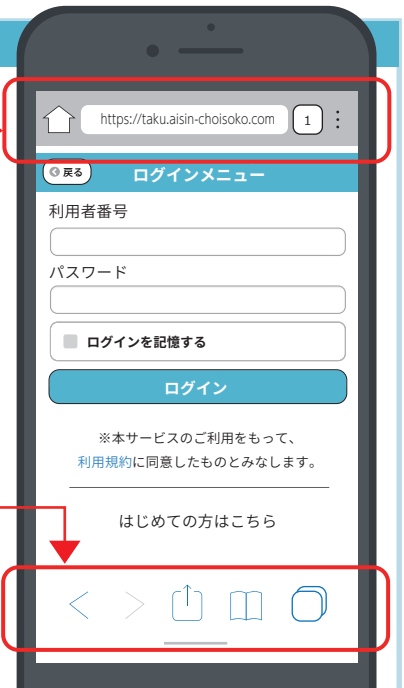 https://taku.aisin-choisoko.com
1
戻る
ログインメニュー
利用者番号
パスワード
ログインを記憶する
ログイン
※本サービスのご利用をもって、
利用規約に同意したものとみなします。
はじめての方はこちら